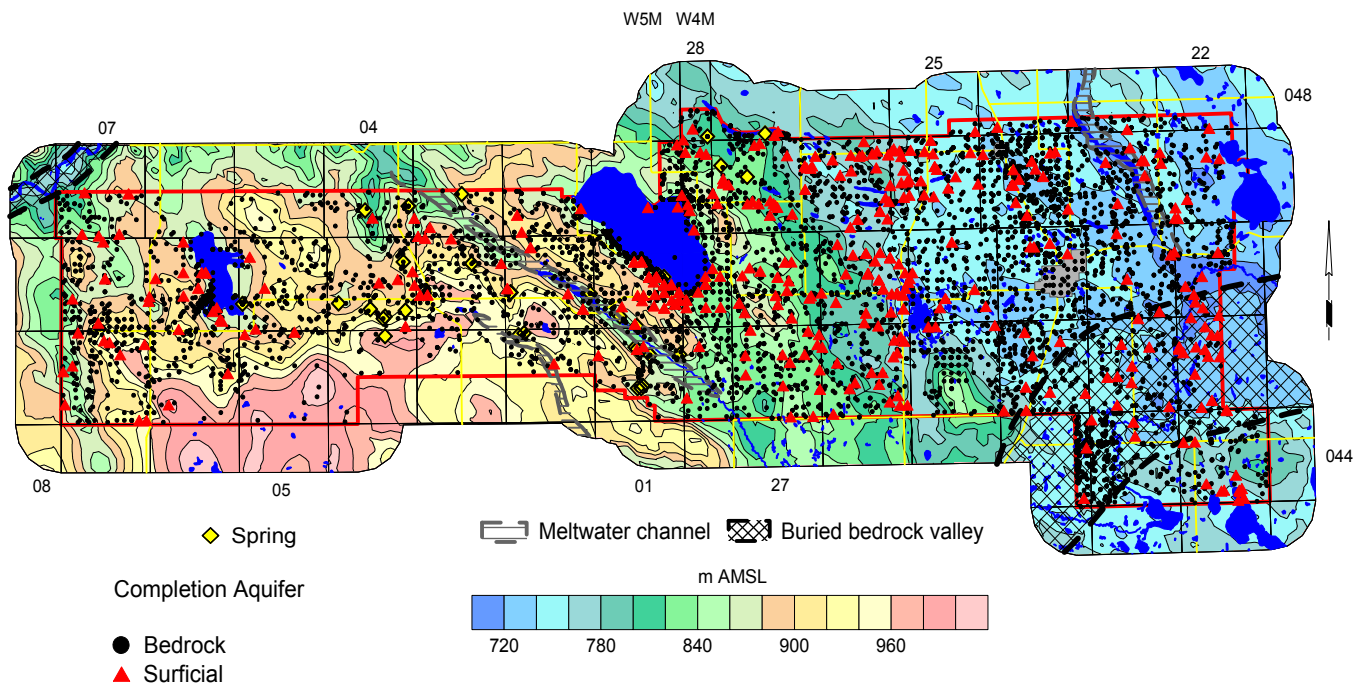 W5M W4M
28
22
25
048
07
04
044
08
05
01
27
Spring
Meltwater channel
Buried bedrock valley
Completion Aquifer
m AMSL
Bedrock
720 780 840 900 960
Surficial